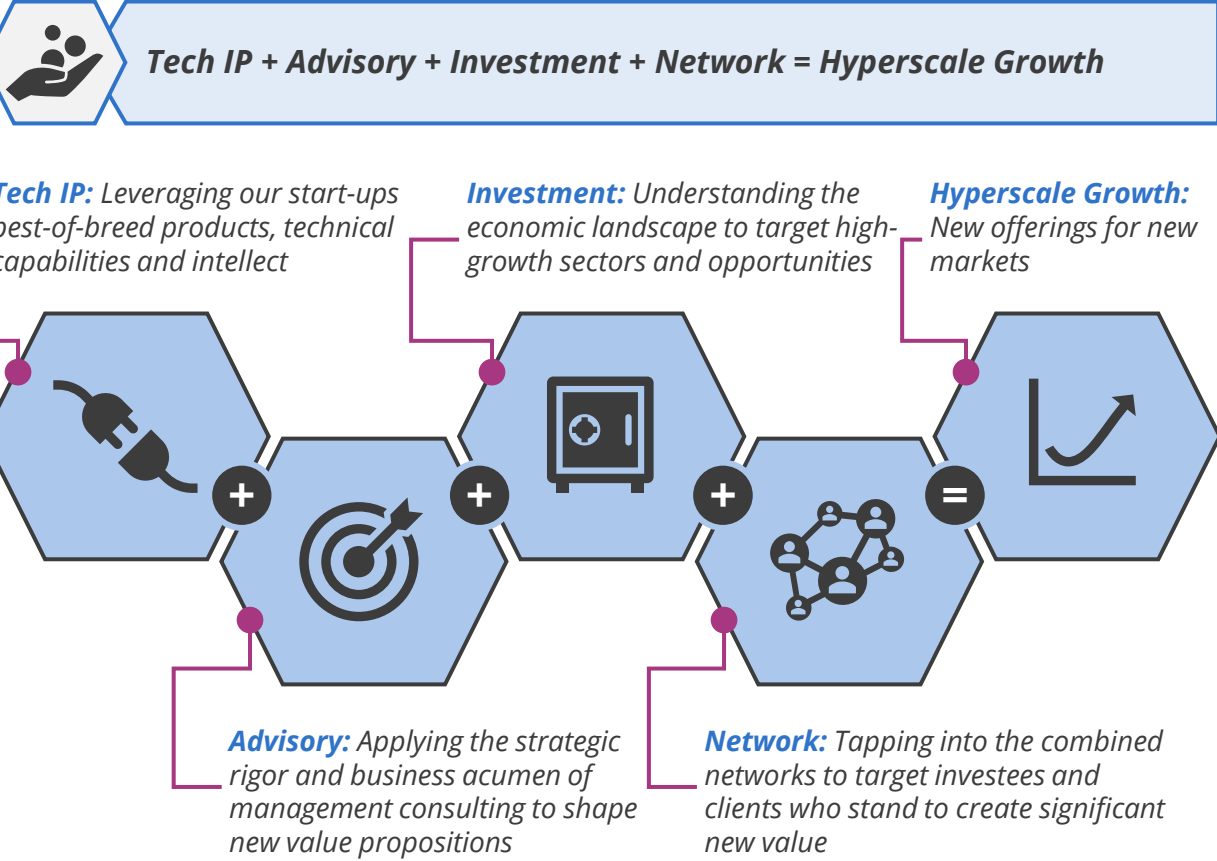 Tech IP + Advisory + Investment + Network = Hyperscale Growth
Tech IP: Leveraging our start-ups
best-of-breed products, technical
capabilities and intellect
Investment: Understanding the
economic landscape to target high-
growth sectors and opportunities
Hyperscale Growth:
New offerings for new
markets
+
+
+
=
Advisory: Applying the strategic
rigor and business acumen of
management consulting to shape
new value propositions
Network: Tapping into the combined
networks to target investees and
clients who stand to create significant
new value